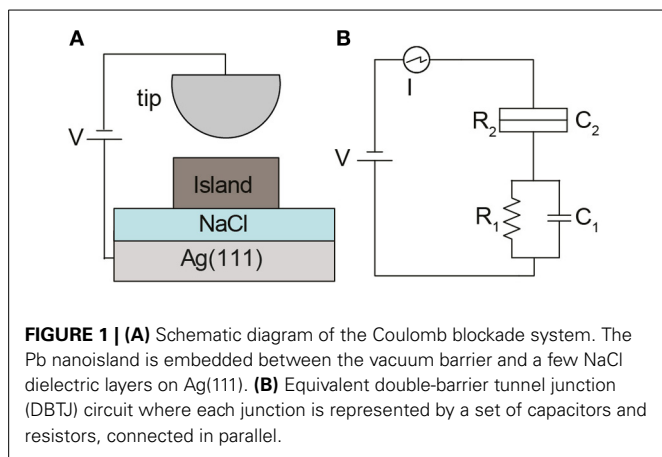 A
B
tip
V
Island
NaCl
Ag(111)
I
V
R2
C2
R1
C1
FIGURE 1 | (A) Schematic diagram of the Coulomb blockade system. The
Pb nanoisland is embedded between the vacuum barrier and a few NaCl
dielectric layers on Ag(111). (B) Equivalent double-barrier tunnel junction
(DBTJ) circuit where each junction is represented by a set of capacitors and
resistors, connected in parallel.